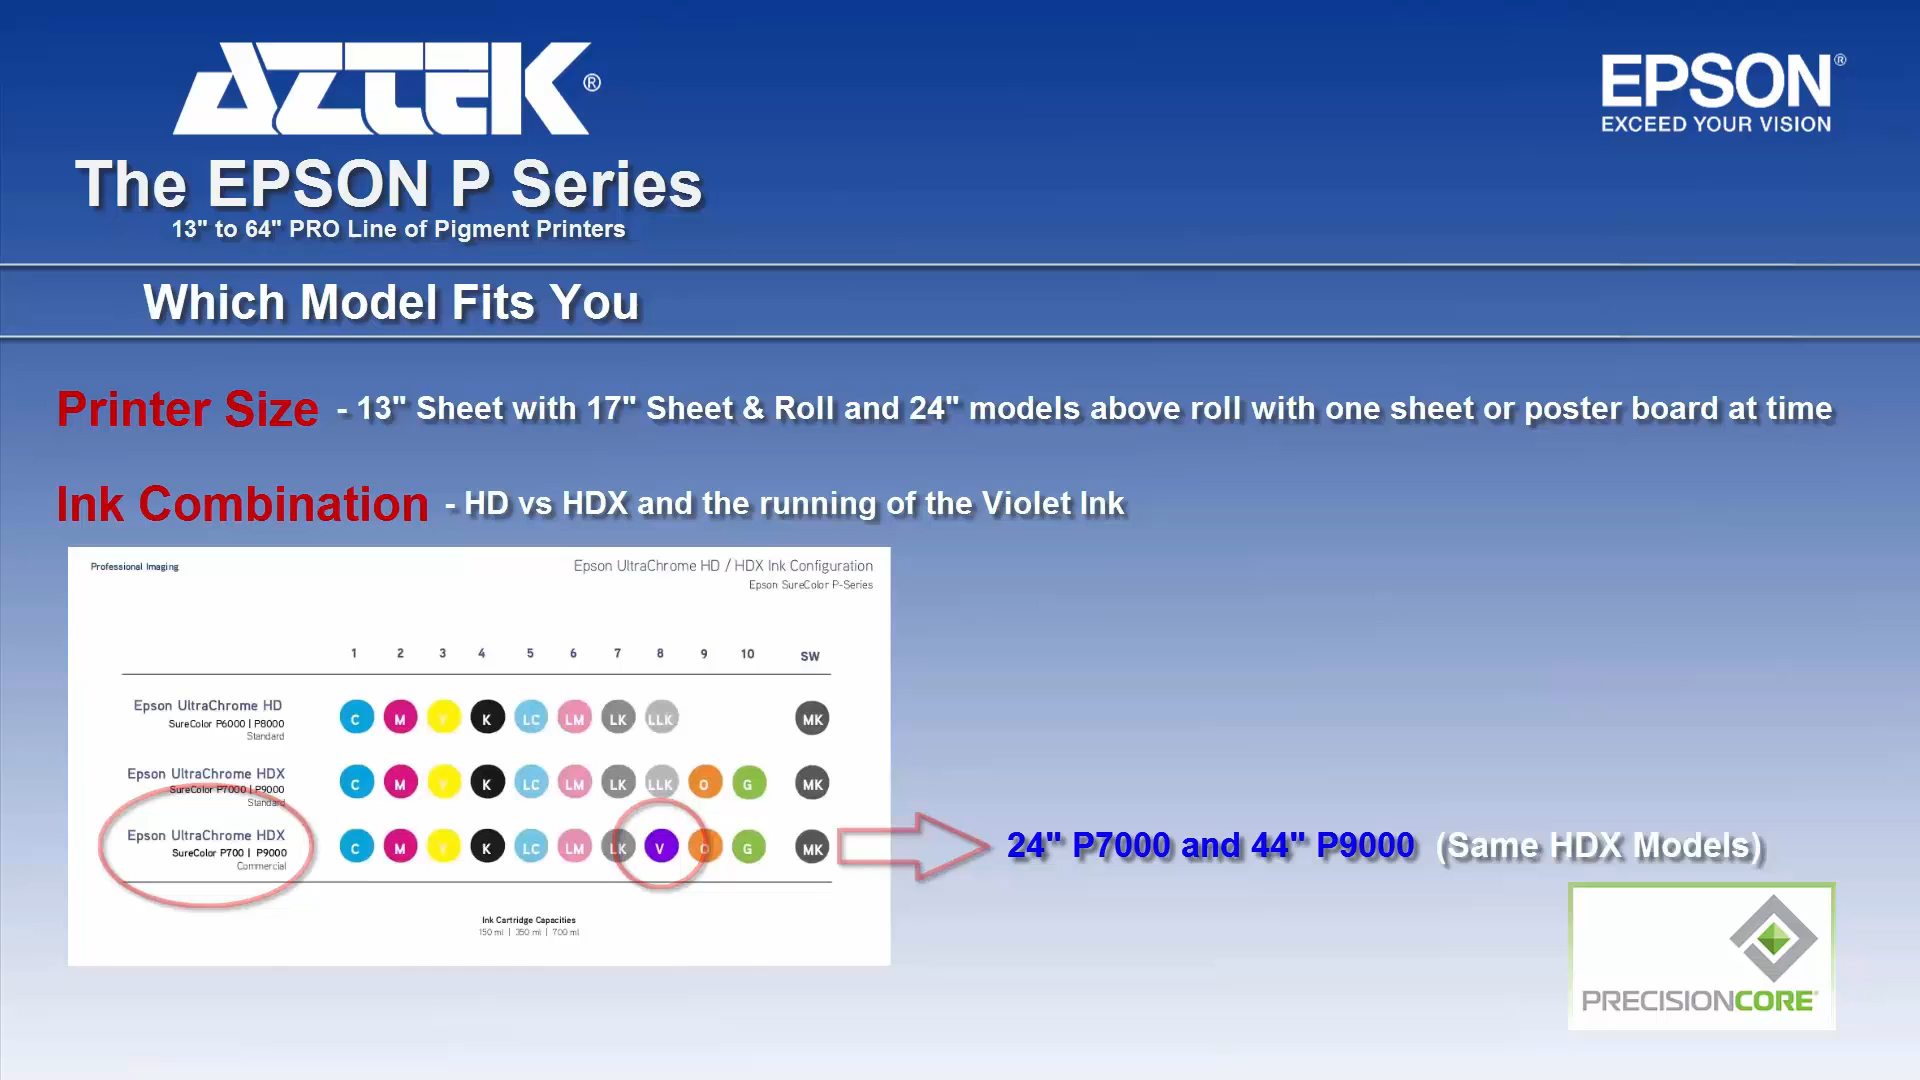 AZTEK®
EPSON®
EXCEED YOUR VISION
The EPSON P Series
13" to 64" PRO Line of Pigment Printers
Which Model Fits You
Printer Size - 13" Sheet with 17" Sheet & Roll and 24" models above roll with one sheet or poster board at time
Ink Combination - HD vs HDX and the running of the Violet Ink
Professional Imaging
Epson UltraChrome HD / HDX Ink Configuration
Epson SureColor P-Series
1 2 3 4 5 6 7 8 9 10 SW
Epson UltraChrome HD
SureColor P6000 | P8000
Standard
C M Y K LC LM LK LLK MK
Epson UltraChrome HDX
SureColor P7000 | P9000
Standard
C M Y K LC LM LK LLK O G MK
Epson UltraChrome HDX
SureColor P700 | P9000
Commercial
C M Y K LC LM LK V O G MK
24" P7000 and 44" P9000 (Same HDX Models)
Ink Cartridge Capacities
150 ml | 350 ml | 700 ml
PRECISIONCORE